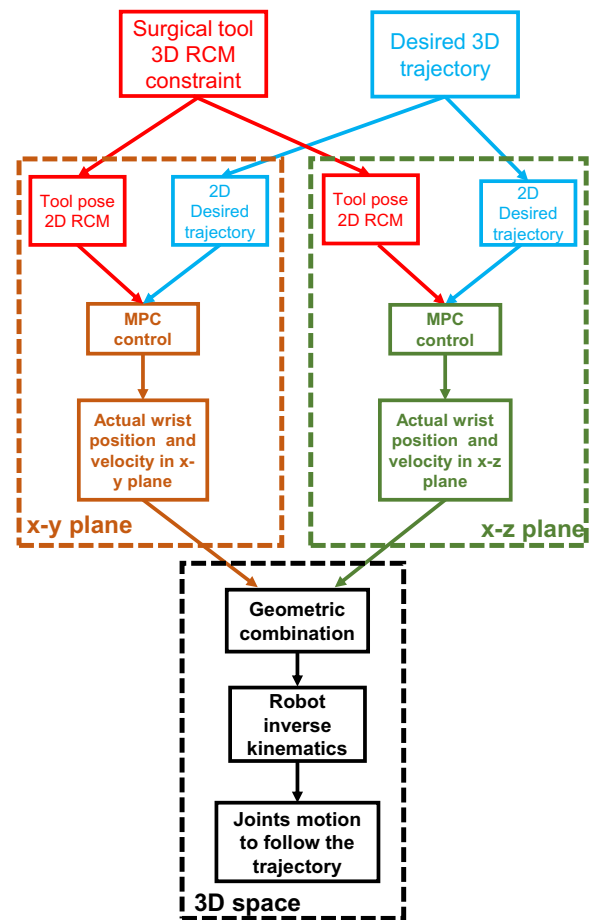 Surgical tool
3D RCM
constraint
Desired 3D
trajectory
Tool pose
2D RCM
2D
Desired
trajectory
MPC
control
Actual wrist
position and
velocity in x-
y plane
x-y plane
Tool pose
2D RCM
2D
Desired
trajectory
MPC
control
Actual wrist
position and
velocity in x-z
plane
x-z plane
Geometric
combination
Robot
inverse
kinematics
Joints motion
to follow the
trajectory
3D space